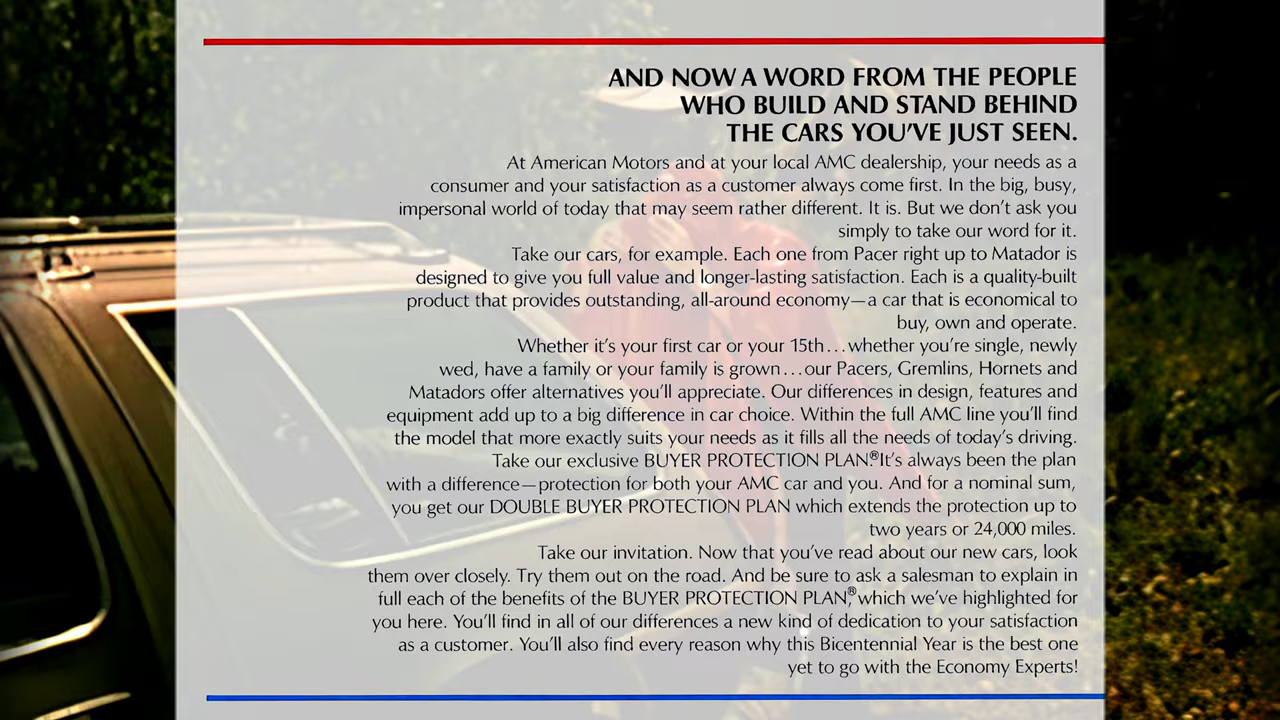 AND NOW A WORD FROM THE PEOPLE
WHO BUILD AND STAND BEHIND
THE CARS YOU'VE JUST SEEN.
At American Motors and at your local AMC dealership, your needs as a
consumer and your satisfaction as a customer always come first. In the big, busy,
impersonal world of today that may seem rather different. It is. But we don't ask you
simply to take our word for it.
Take our cars, for example. Each one from Pacer right up to Matador is
designed to give you full value and longer-lasting satisfaction. Each is a quality-built
product that provides outstanding, all-around economy—a car that is economical to
buy, own and operate.
Whether it's your first car or your 15th...whether you're single, newly
wed, have a family or your family is grown...our Pacers, Gremlins, Hornets and
Matadors offer alternatives you'll appreciate. Our differences in design, features and
equipment add up to a big difference in car choice. Within the full AMC line you'll find
the model that more exactly suits your needs as it fills all the needs of today's driving.
Take our exclusive BUYER PROTECTION PLAN.® It's always been the plan
with a difference—protection for both your AMC car and you. And for a nominal sum,
you get our DOUBLE BUYER PROTECTION PLAN which extends the protection up to
two years or 24,000 miles.
Take our invitation. Now that you've read about our new cars, look
them over closely. Try them out on the road. And be sure to ask a salesman to explain in
full each of the benefits of the BUYER PROTECTION PLAN,® which we've highlighted for
you here. You'll find in all of our differences a new kind of dedication to your satisfaction
as a customer. You'll also find every reason why this Bicentennial Year is the best one
yet to go with the Economy Experts!